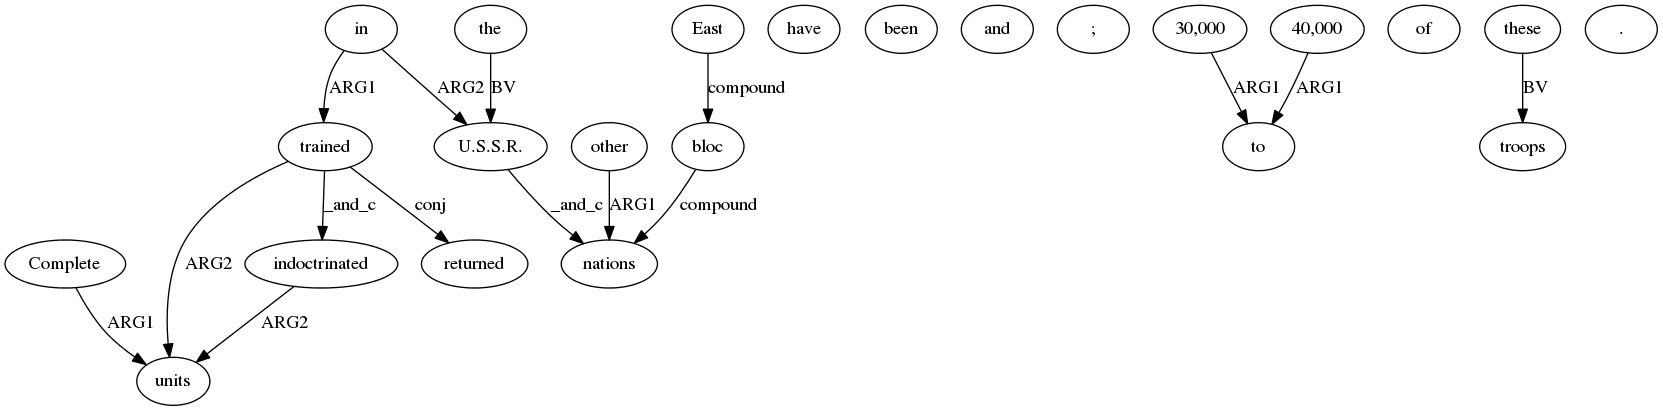 in the East have been and ; 30,000 40,000 of these .
ARG1 ARG2 BV compound ARG1 ARG1 BV
trained U.S.S.R. other bloc to troops
_and_c conj _and_c ARG1 compound
Complete ARG2 indoctrinated returned nations
ARG1 ARG2
units